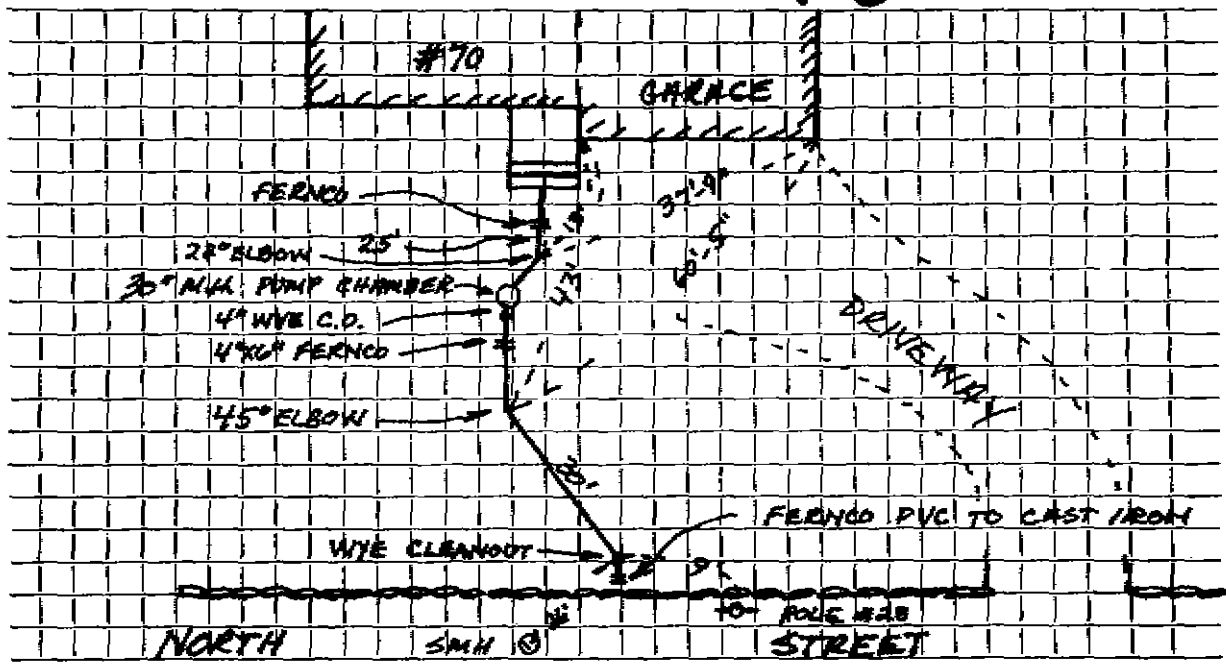 #70
GARAGE
FERNCO
25'
ELBOW
37'-9"
43'
30" M.H. PUMP CHAMBER
4" WYE C.O.
4"X6" FERNCO
DRIVEWAY
45° ELBOW
30'
FERNCO PVC TO CAST IRON
WYE CLEANOUT
POLE #28
NORTH
SMH
STREET